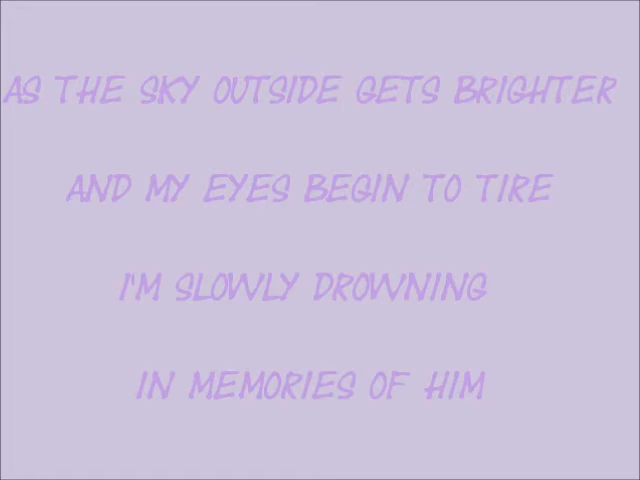 AS THE SKY OUTSIDE GETS BRIGHTER
AND MY EYES BEGIN TO TIRE
I'M SLOWLY DROWNING
IN MEMORIES OF HIM